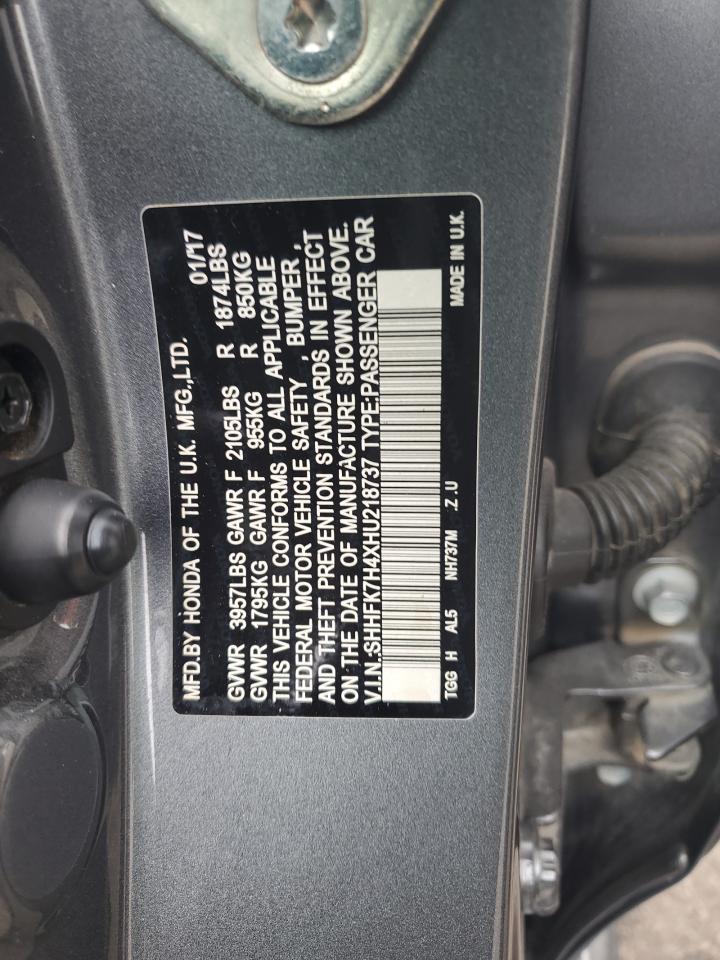 MFD.BY HONDA OF THE U.K. MFG.,LTD. 01/17
GVWR 3957LBS GAWR F 2105LBS R 1874LBS
GVWR 1795KG GAWR F 955KG R 850KG
THIS VEHICLE CONFORMS TO ALL APPLICABLE
FEDERAL MOTOR VEHICLE SAFETY , BUMPER ,
AND THEFT PREVENTION STANDARDS IN EFFECT
ON THE DATE OF MANUFACTURE SHOWN ABOVE.
V.I.N.:SHHFK7H4XHU218737 TYPE:PASSENGER CAR
TGG H AL5 NH737M .Z.U MADE IN U.K.